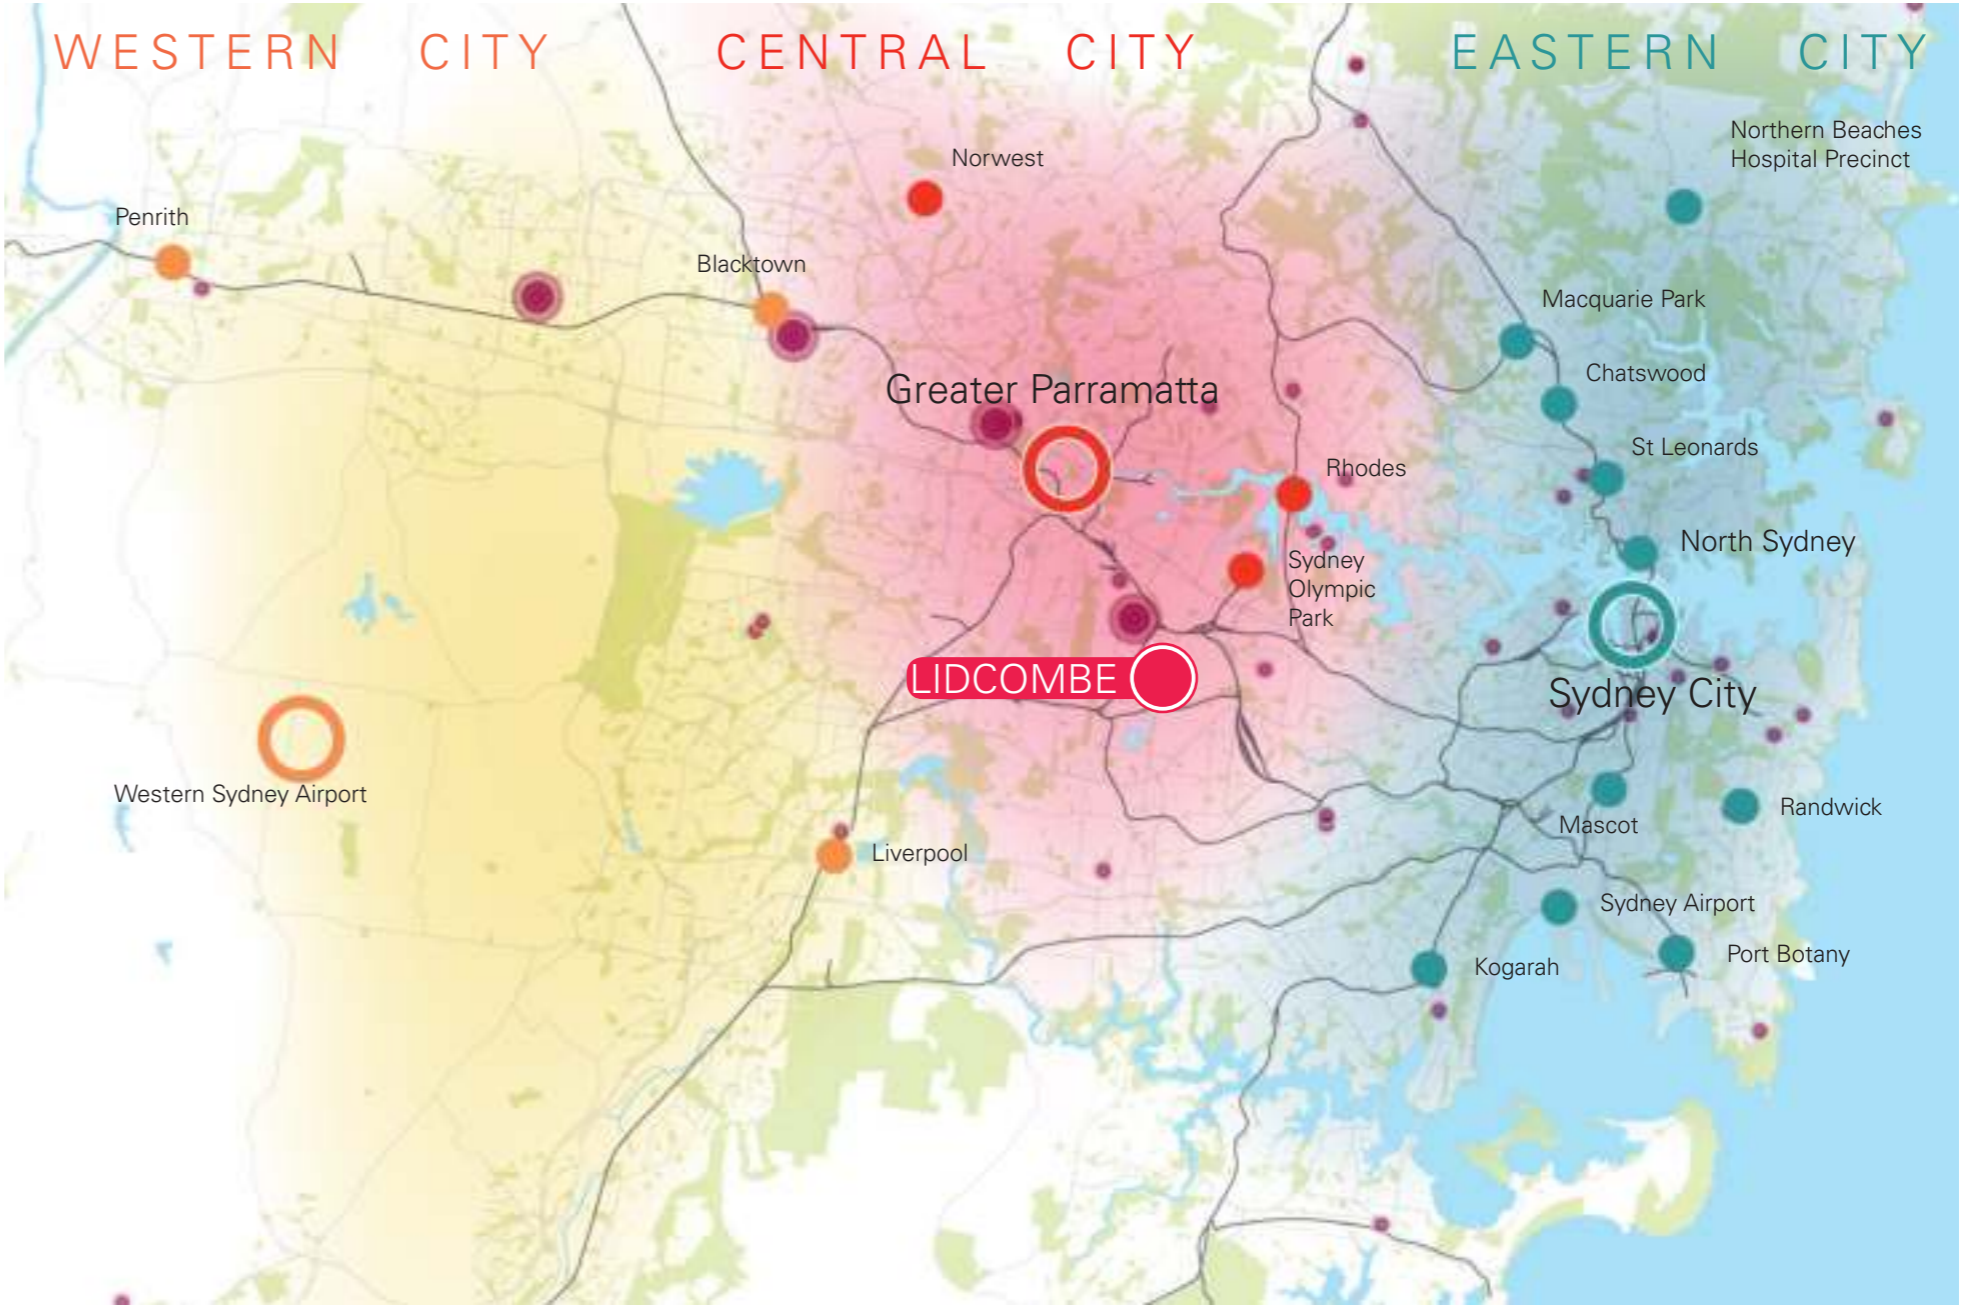 WESTERN CITY
CENTRAL CITY
EASTERN CITY
Northern Beaches
Hospital Precinct
Norwest
Penrith
Blacktown
Macquarie Park
Chatswood
Greater Parramatta
St Leonards
Rhodes
North Sydney
Sydney
Olympic
Park
LIDCOMBE
Sydney City
Western Sydney Airport
Randwick
Mascot
Liverpool
Sydney Airport
Port Botany
Kogarah